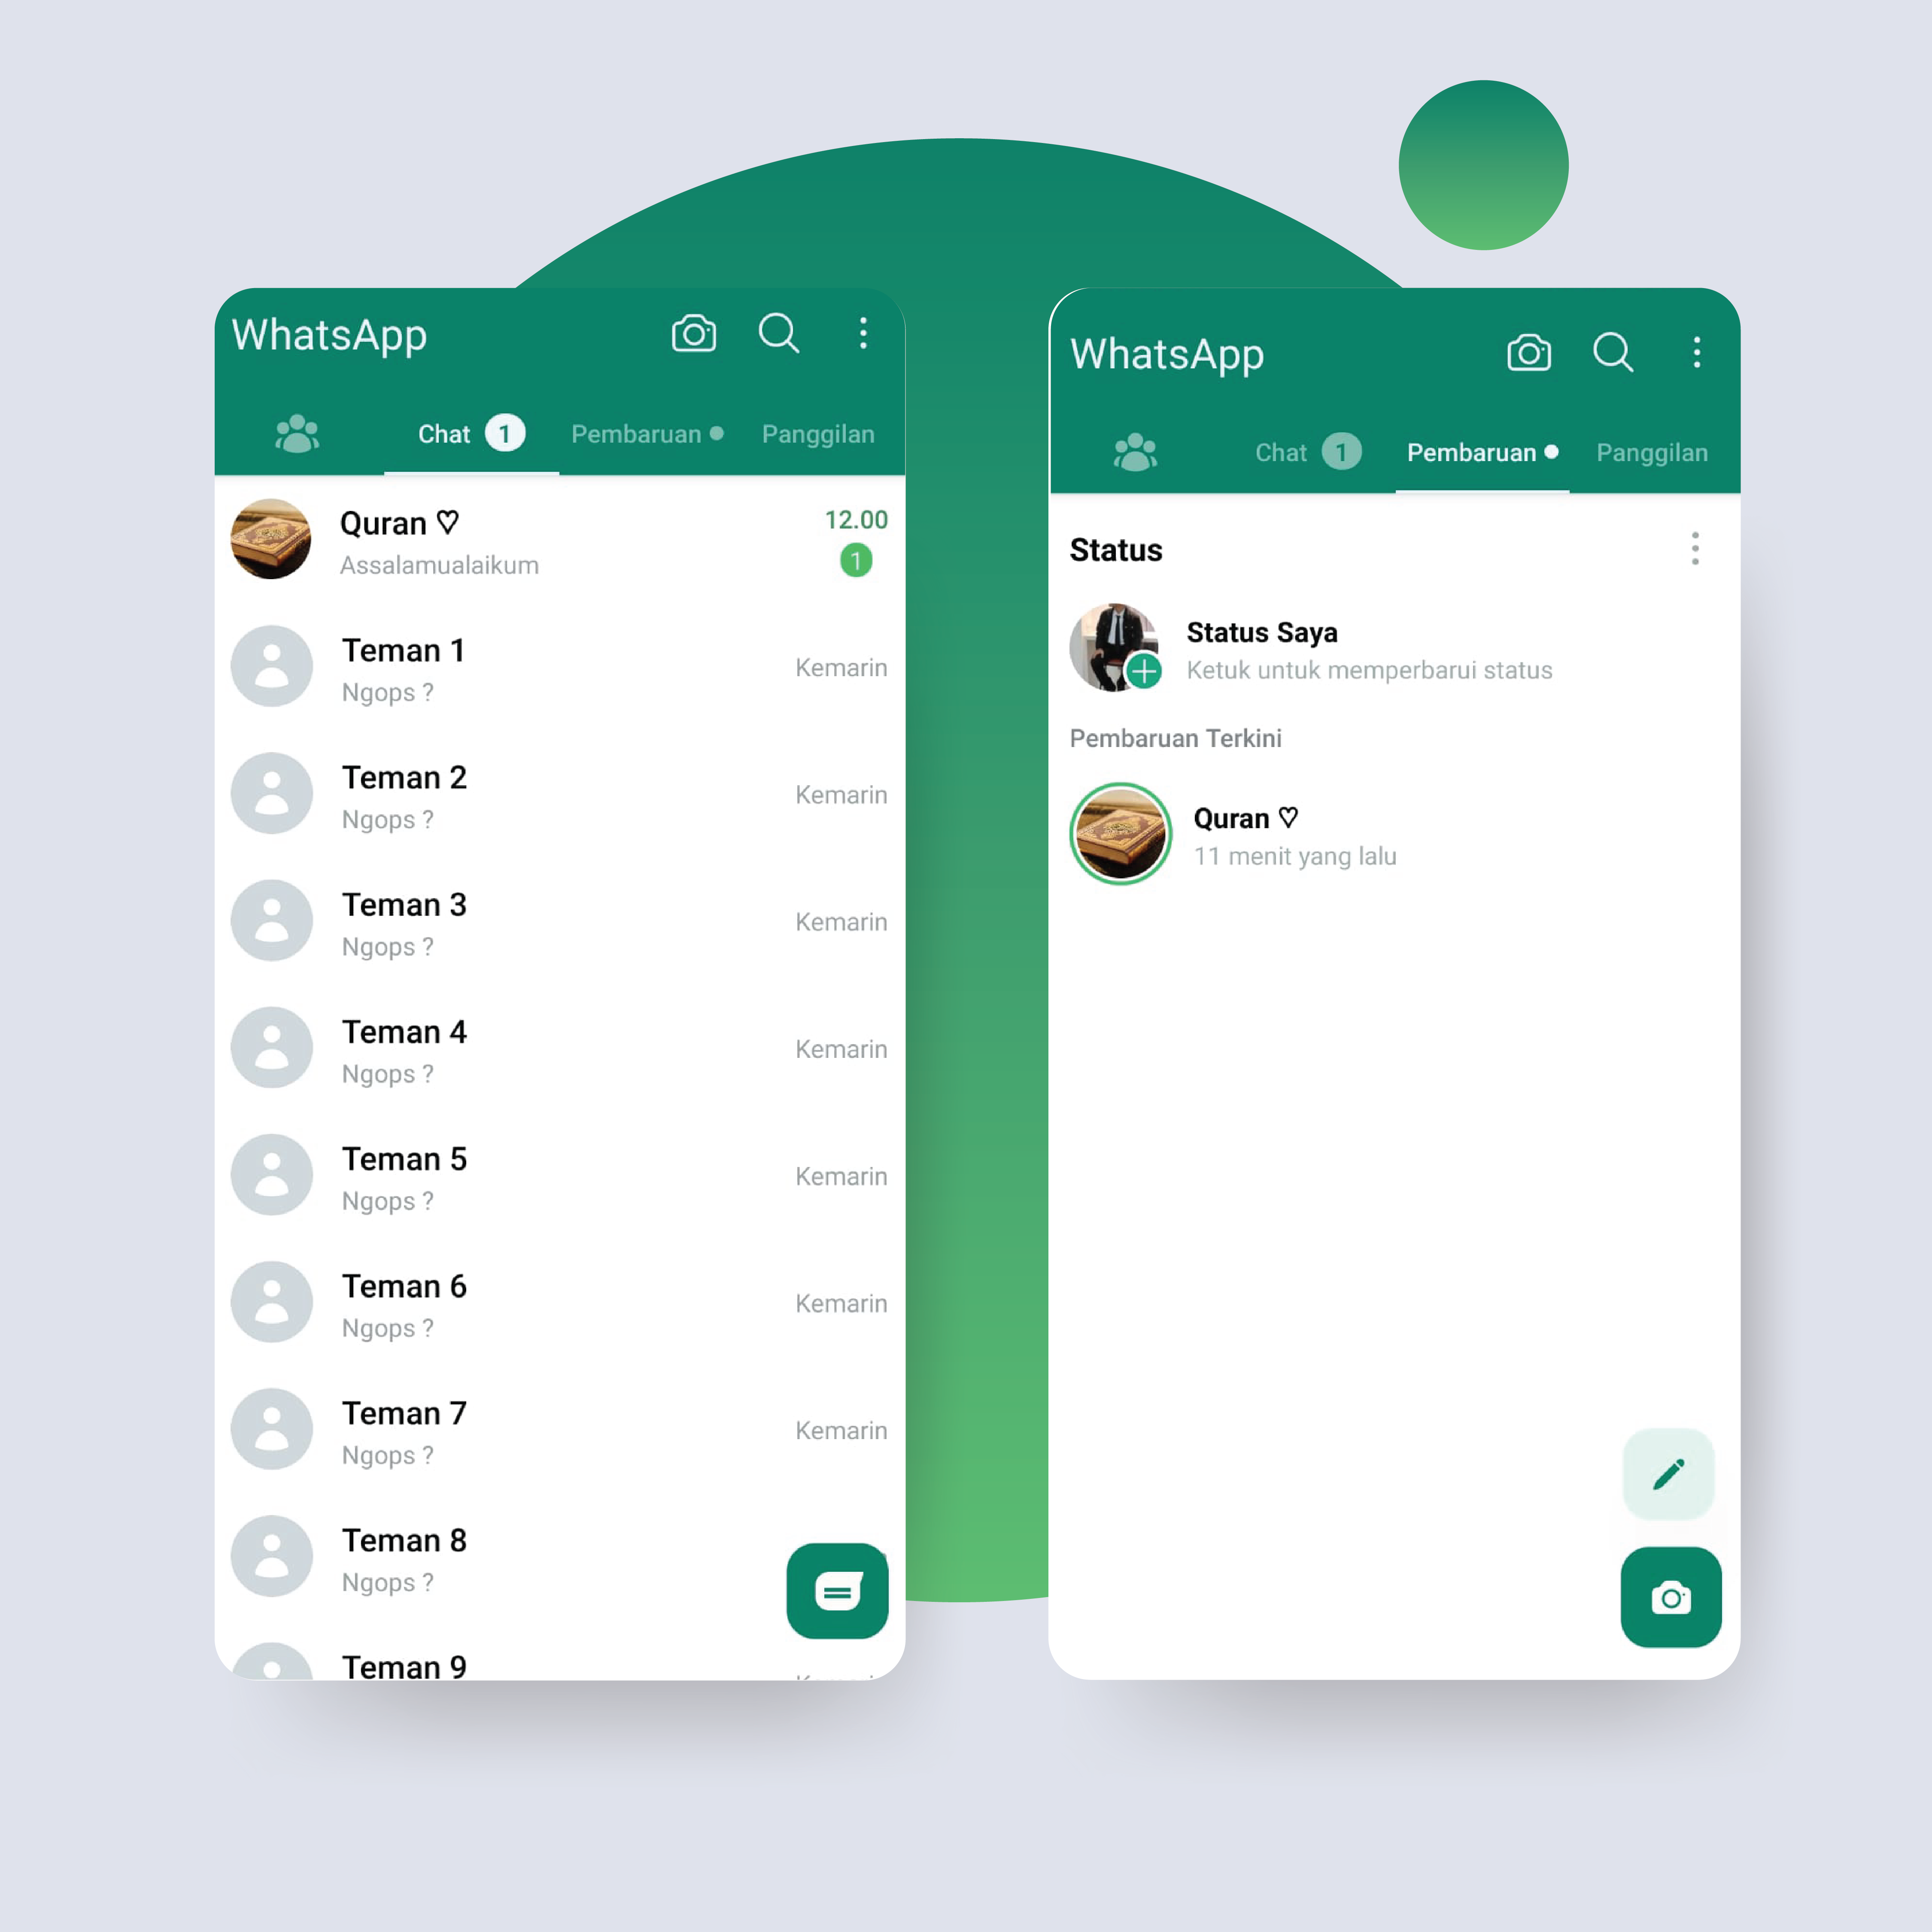 WhatsApp
Chat 1 Pembaruan Panggilan
Quran ♡ 12.00
Assalamualaikum 1
Teman 1 Kemarin
Ngops ?
Teman 2 Kemarin
Ngops ?
Teman 3 Kemarin
Ngops ?
Teman 4 Kemarin
Ngops ?
Teman 5 Kemarin
Ngops ?
Teman 6 Kemarin
Ngops ?
Teman 7 Kemarin
Ngops ?
Teman 8
Ngops ?
Teman 9
WhatsApp
Chat 1 Pembaruan Panggilan
Status
Status Saya
Ketuk untuk memperbarui status
Pembaruan Terkini
Quran ♡
11 menit yang lalu